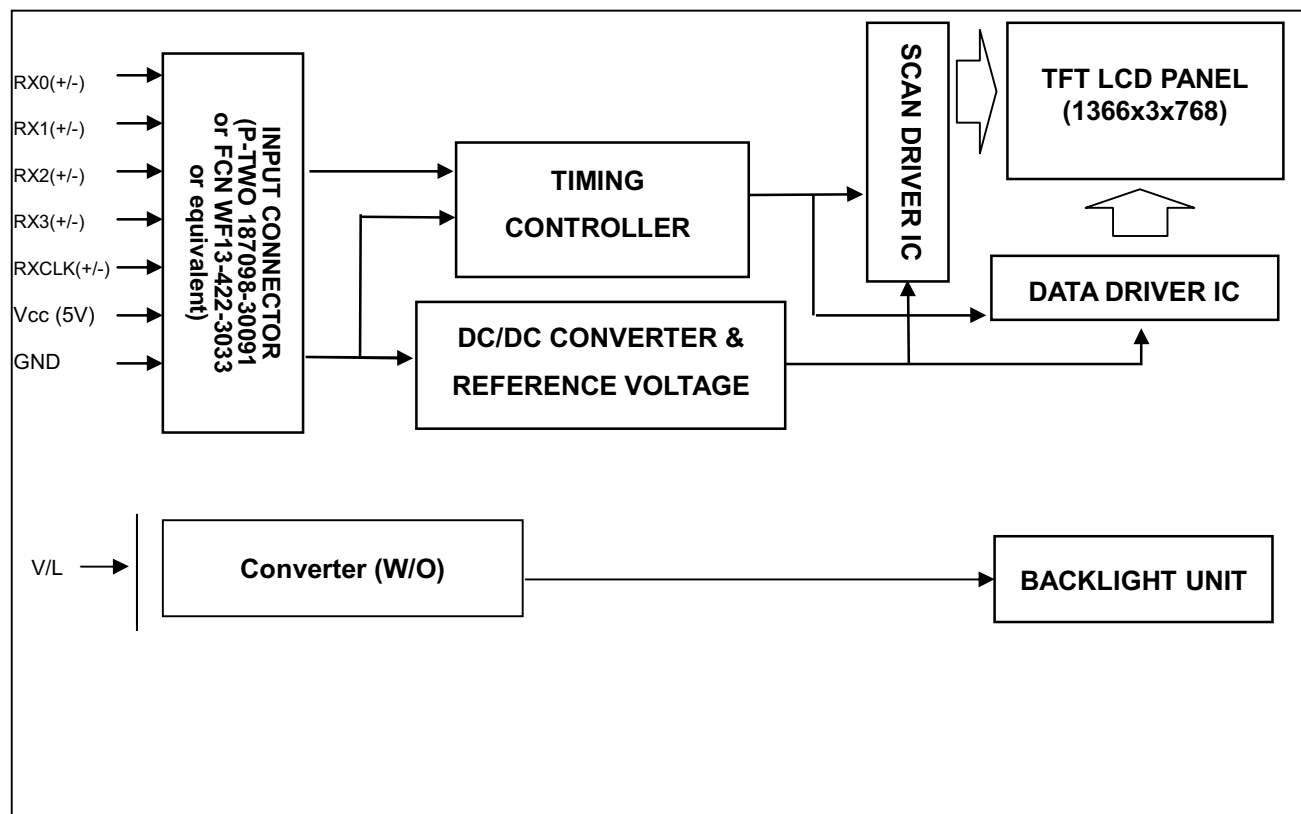 RX0(+/-)
RX1(+/-)
RX2(+/-)
RX3(+/-)
RXCLK(+/-)
Vcc (5V)
GND
INPUT CONNECTOR
(P-TWO 187098-30091
or FCN WF13-422-3033
or equivalent)
TIMING
CONTROLLER
DC/DC CONVERTER &
REFERENCE VOLTAGE
SCAN DRIVER IC
TFT LCD PANEL
(1366x3x768)
DATA DRIVER IC
V/L
Converter (W/O)
BACKLIGHT UNIT